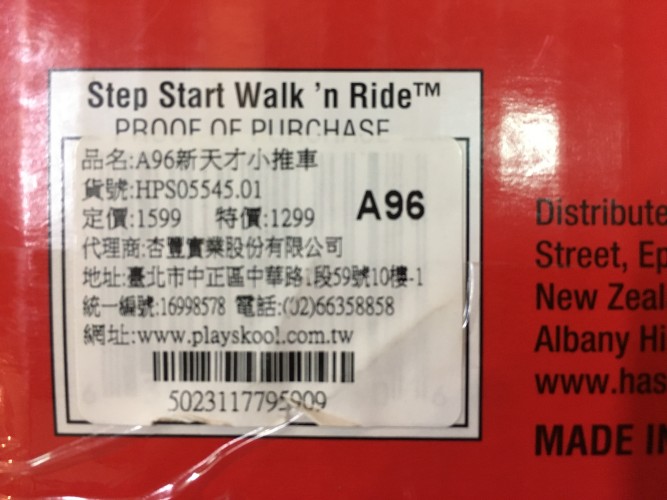 Step Start Walk 'n Ride™
PROOF OF PURCHASE
品名:A96新天才小推車
貨號:HPS05545.01
A96
定價:1599 特價:1299
代理商:杏豐實業股份有限公司
地址:臺北市中正區中華路1段59號10樓-1
統一編號:16998578 電話:(02)66358858
網址:www.playskool.com.tw
5023117795909
Distribute
Street, Ep
New Zeal
Albany Hi
www.has
MADE IN